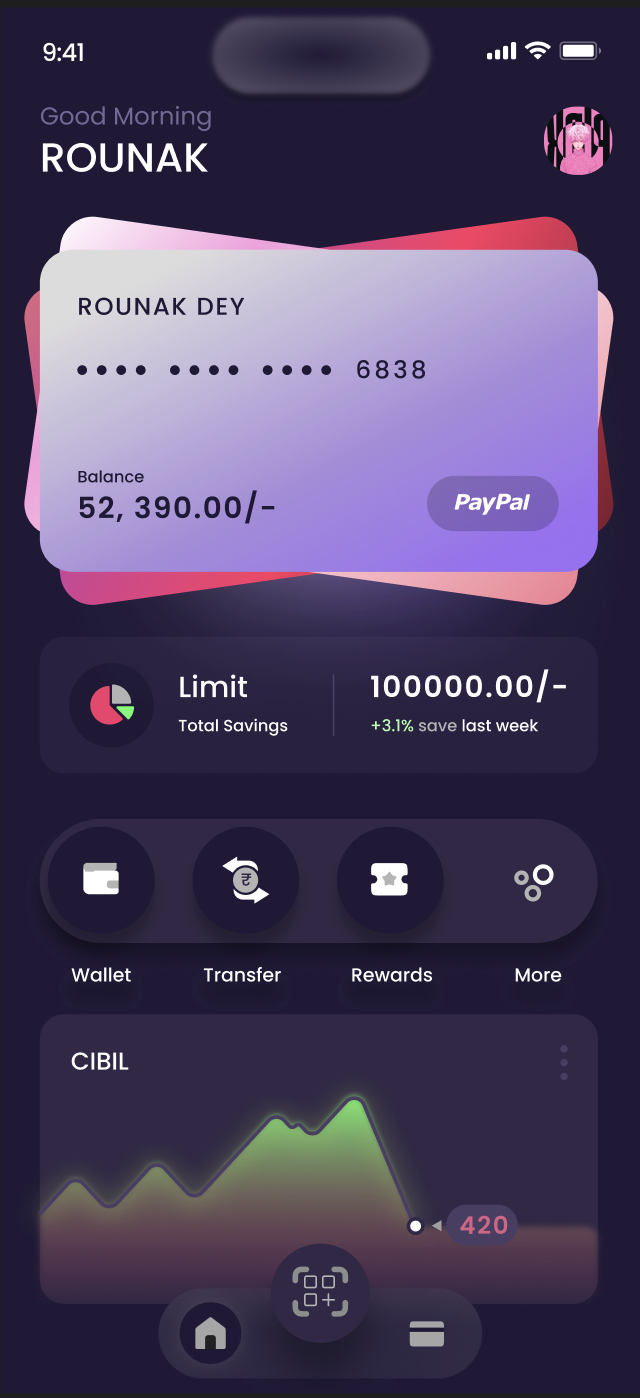 9:41
Good Morning
ROUNAK
ROUNAK DEY
•••• •••• •••• 6838
Balance
52, 390.00/-
PayPal
Limit
100000.00/-
Total Savings
+3.1% save last week
₹
Wallet
Transfer
Rewards
More
CIBIL
420